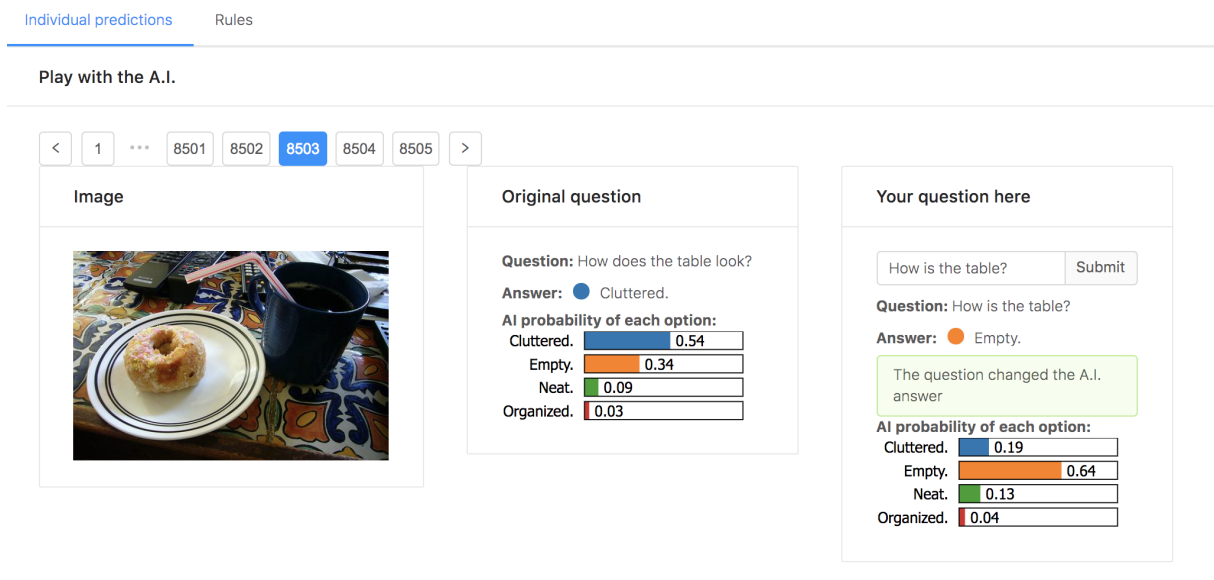 Individual predictions Rules
Play with the A.I.
< 1 ••• 8501 8502 8503 8504 8505 >
Image
Original question
Question: How does the table look?
Answer: Cluttered.
AI probability of each option:
Cluttered. 0.54
Empty. 0.34
Neat. 0.09
Organized. 0.03
Your question here
How is the table? Submit
Question: How is the table?
Answer: Empty.
The question changed the A.I.
answer
AI probability of each option:
Cluttered. 0.19
Empty. 0.64
Neat. 0.13
Organized. 0.04